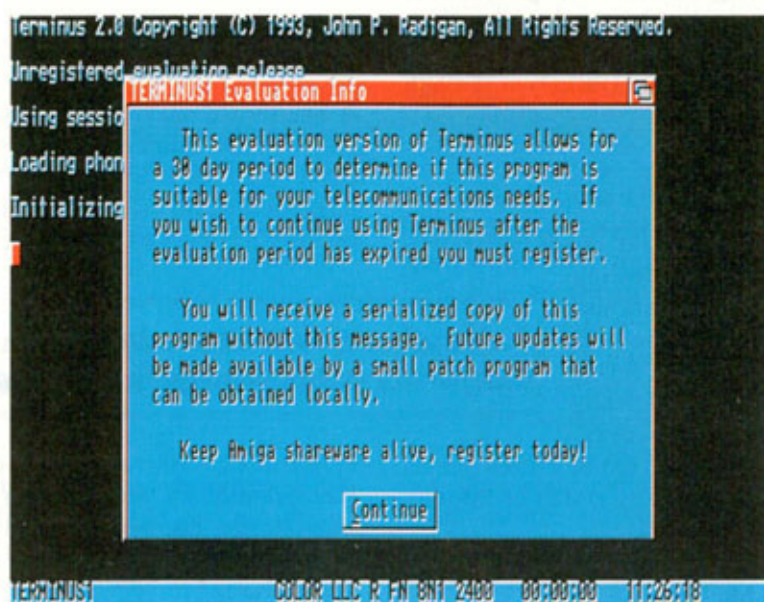 Terminus 2.0 Copyright (C) 1993, John P. Radigan, All Rights Reserved.
Unregistered evaluation release
TERMINUS1 Evaluation Info
Using sessio
Loading phon
Initializing
This evaluation version of Terminus allows for
a 30 day period to determine if this program is
suitable for your telecommunications needs. If
you wish to continue using Terminus after the
evaluation period has expired you must register.
You will receive a serialized copy of this
program without this message. Future updates will
be made available by a small patch program that
can be obtained locally.
Keep Amiga shareware alive, register today!
Continue
TERMINUS1 COLOR LLC R FN 8N1 2400 00:00:00 11:26:18